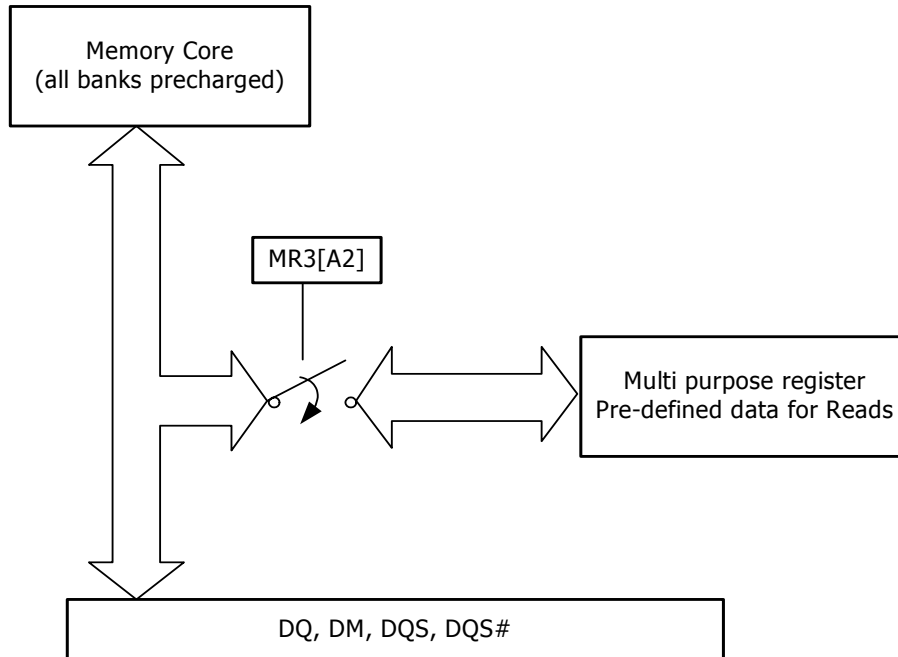 Memory Core
(all banks precharged)
MR3[A2]
Multi purpose register
Pre-defined data for Reads
DQ, DM, DQS, DQS#